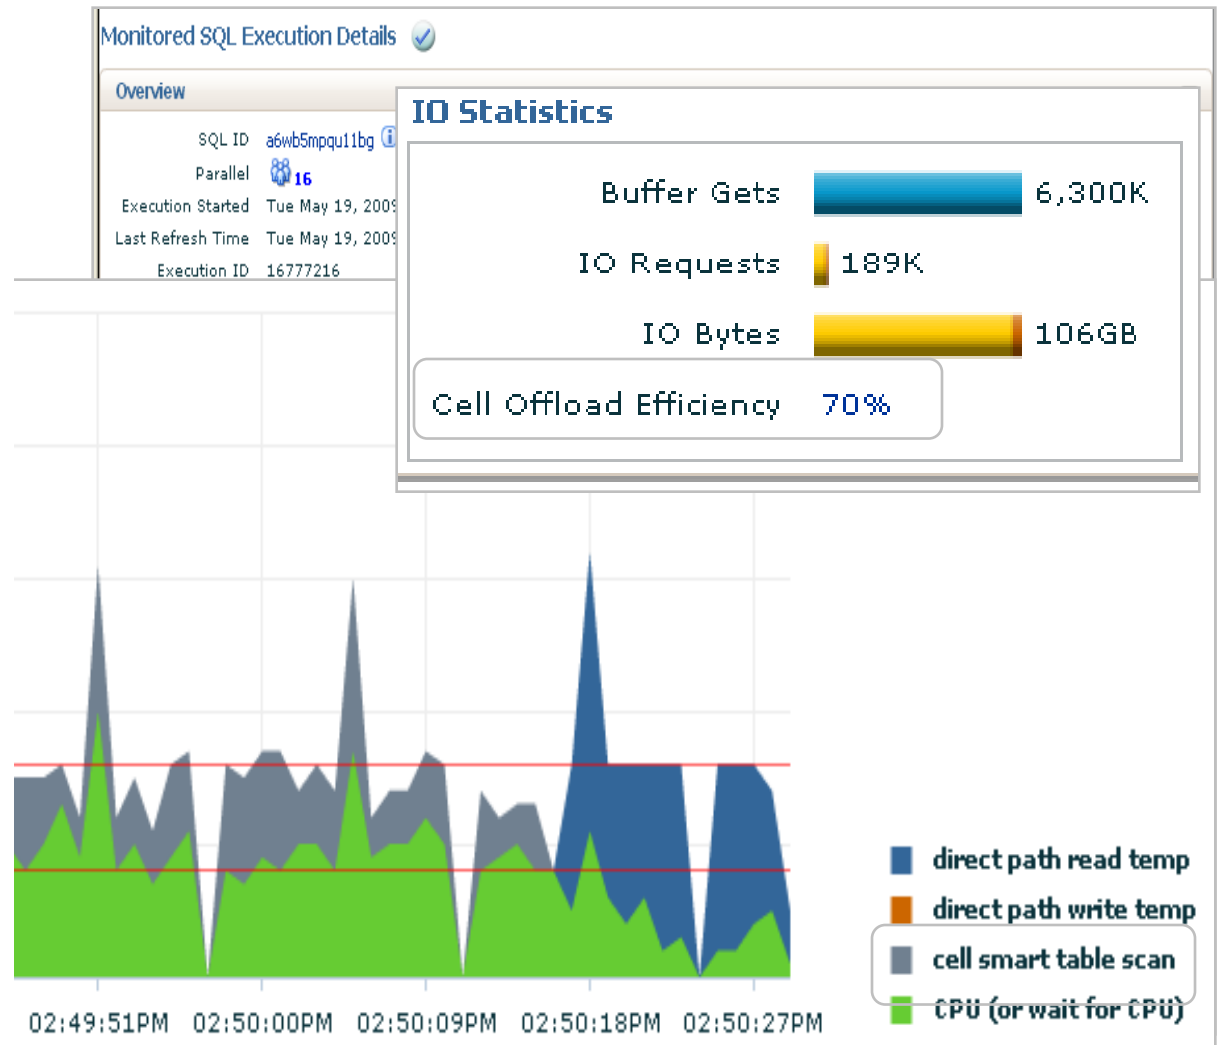 Monitored SQL Execution Details
Overview
SQL ID a6wb5mpqu11bg
Parallel 16
Execution Started Tue May 19, 2009
Last Refresh Time Tue May 19, 2009
Execution ID 16777216
IO Statistics
Buffer Gets 6,300K
IO Requests 189K
IO Bytes 106GB
Cell Offload Efficiency 70%
direct path read temp
direct path write temp
cell smart table scan
CPU (or wait for CPU)
02:49:51PM 02:50:00PM 02:50:09PM 02:50:18PM 02:50:27PM